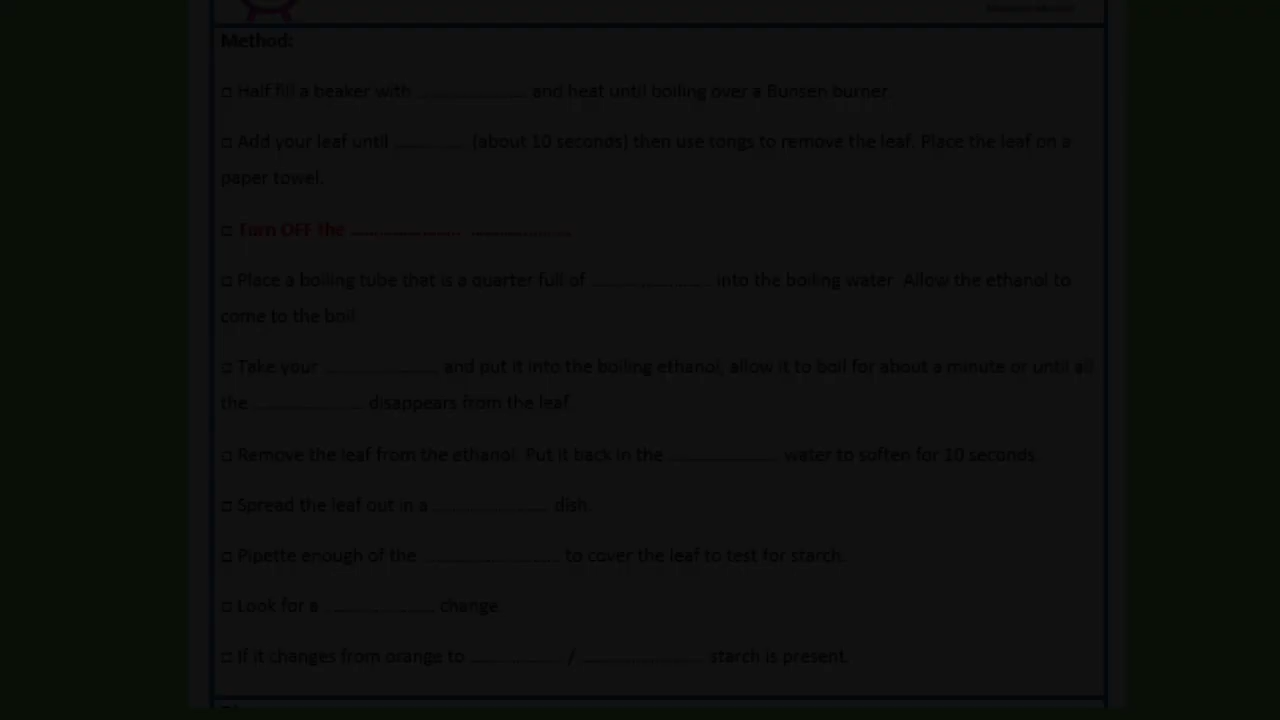 Method:
□ Half fill a beaker with ........................ and heat until boiling over a Bunsen burner.
□ Add your leaf until ............... (about 10 seconds) then use tongs to remove the leaf. Place the leaf on a
paper towel.
□ Turn OFF the ........................ ......................
□ Place a boiling tube that is a quarter full of .......................... into the boiling water. Allow the ethanol to
come to the boil.
□ Take your ........................ and put it into the boiling ethanol, allow it to boil for about a minute or until all
the ........................ disappears from the leaf.
□ Remove the leaf from the ethanol. Put it back in the ........................ water to soften for 10 seconds.
□ Spread the leaf out in a ......................... dish.
□ Pipette enough of the ............................. to cover the leaf to test for starch.
□ Look for a ........................ change.
□ If it changes from orange to .................... / ........................... starch is present.